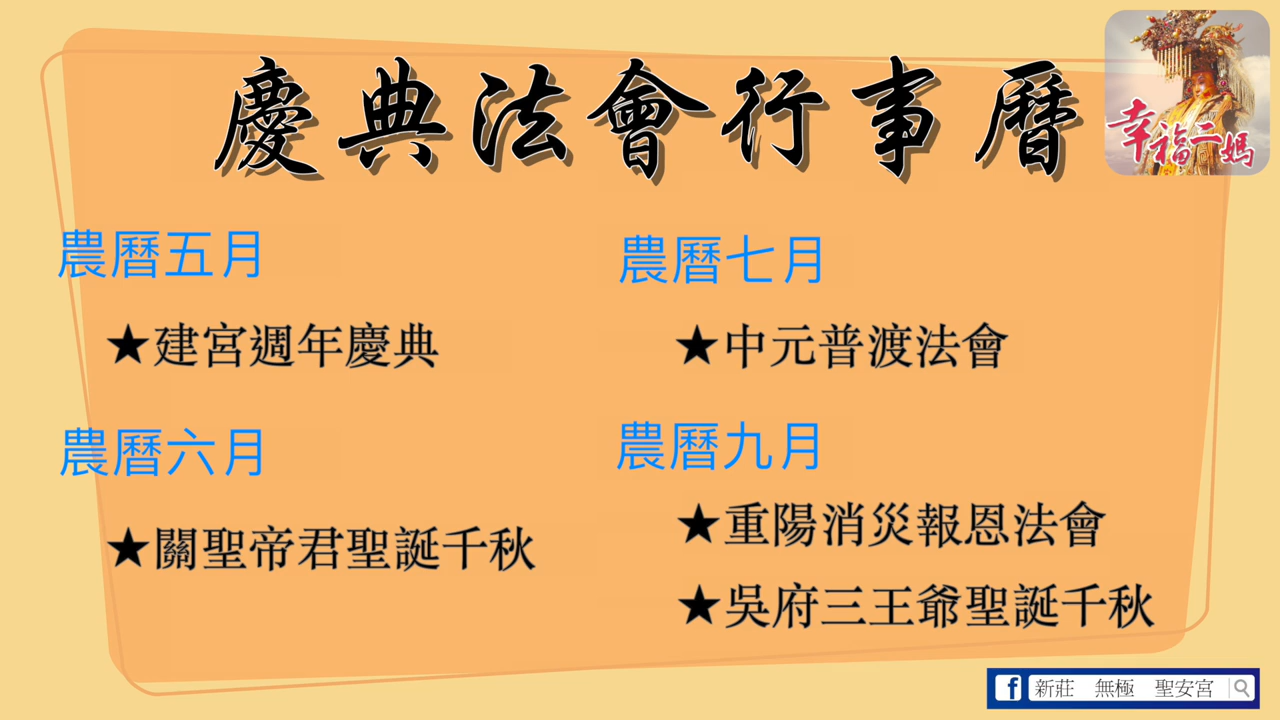 慶典法會行事曆
幸福二媽
農曆五月
★建宮週年慶典
農曆六月
★關聖帝君聖誕千秋
農曆七月
★中元普渡法會
農曆九月
★重陽消災報恩法會
★吳府三王爺聖誕千秋
f 新莊 無極 聖安宮